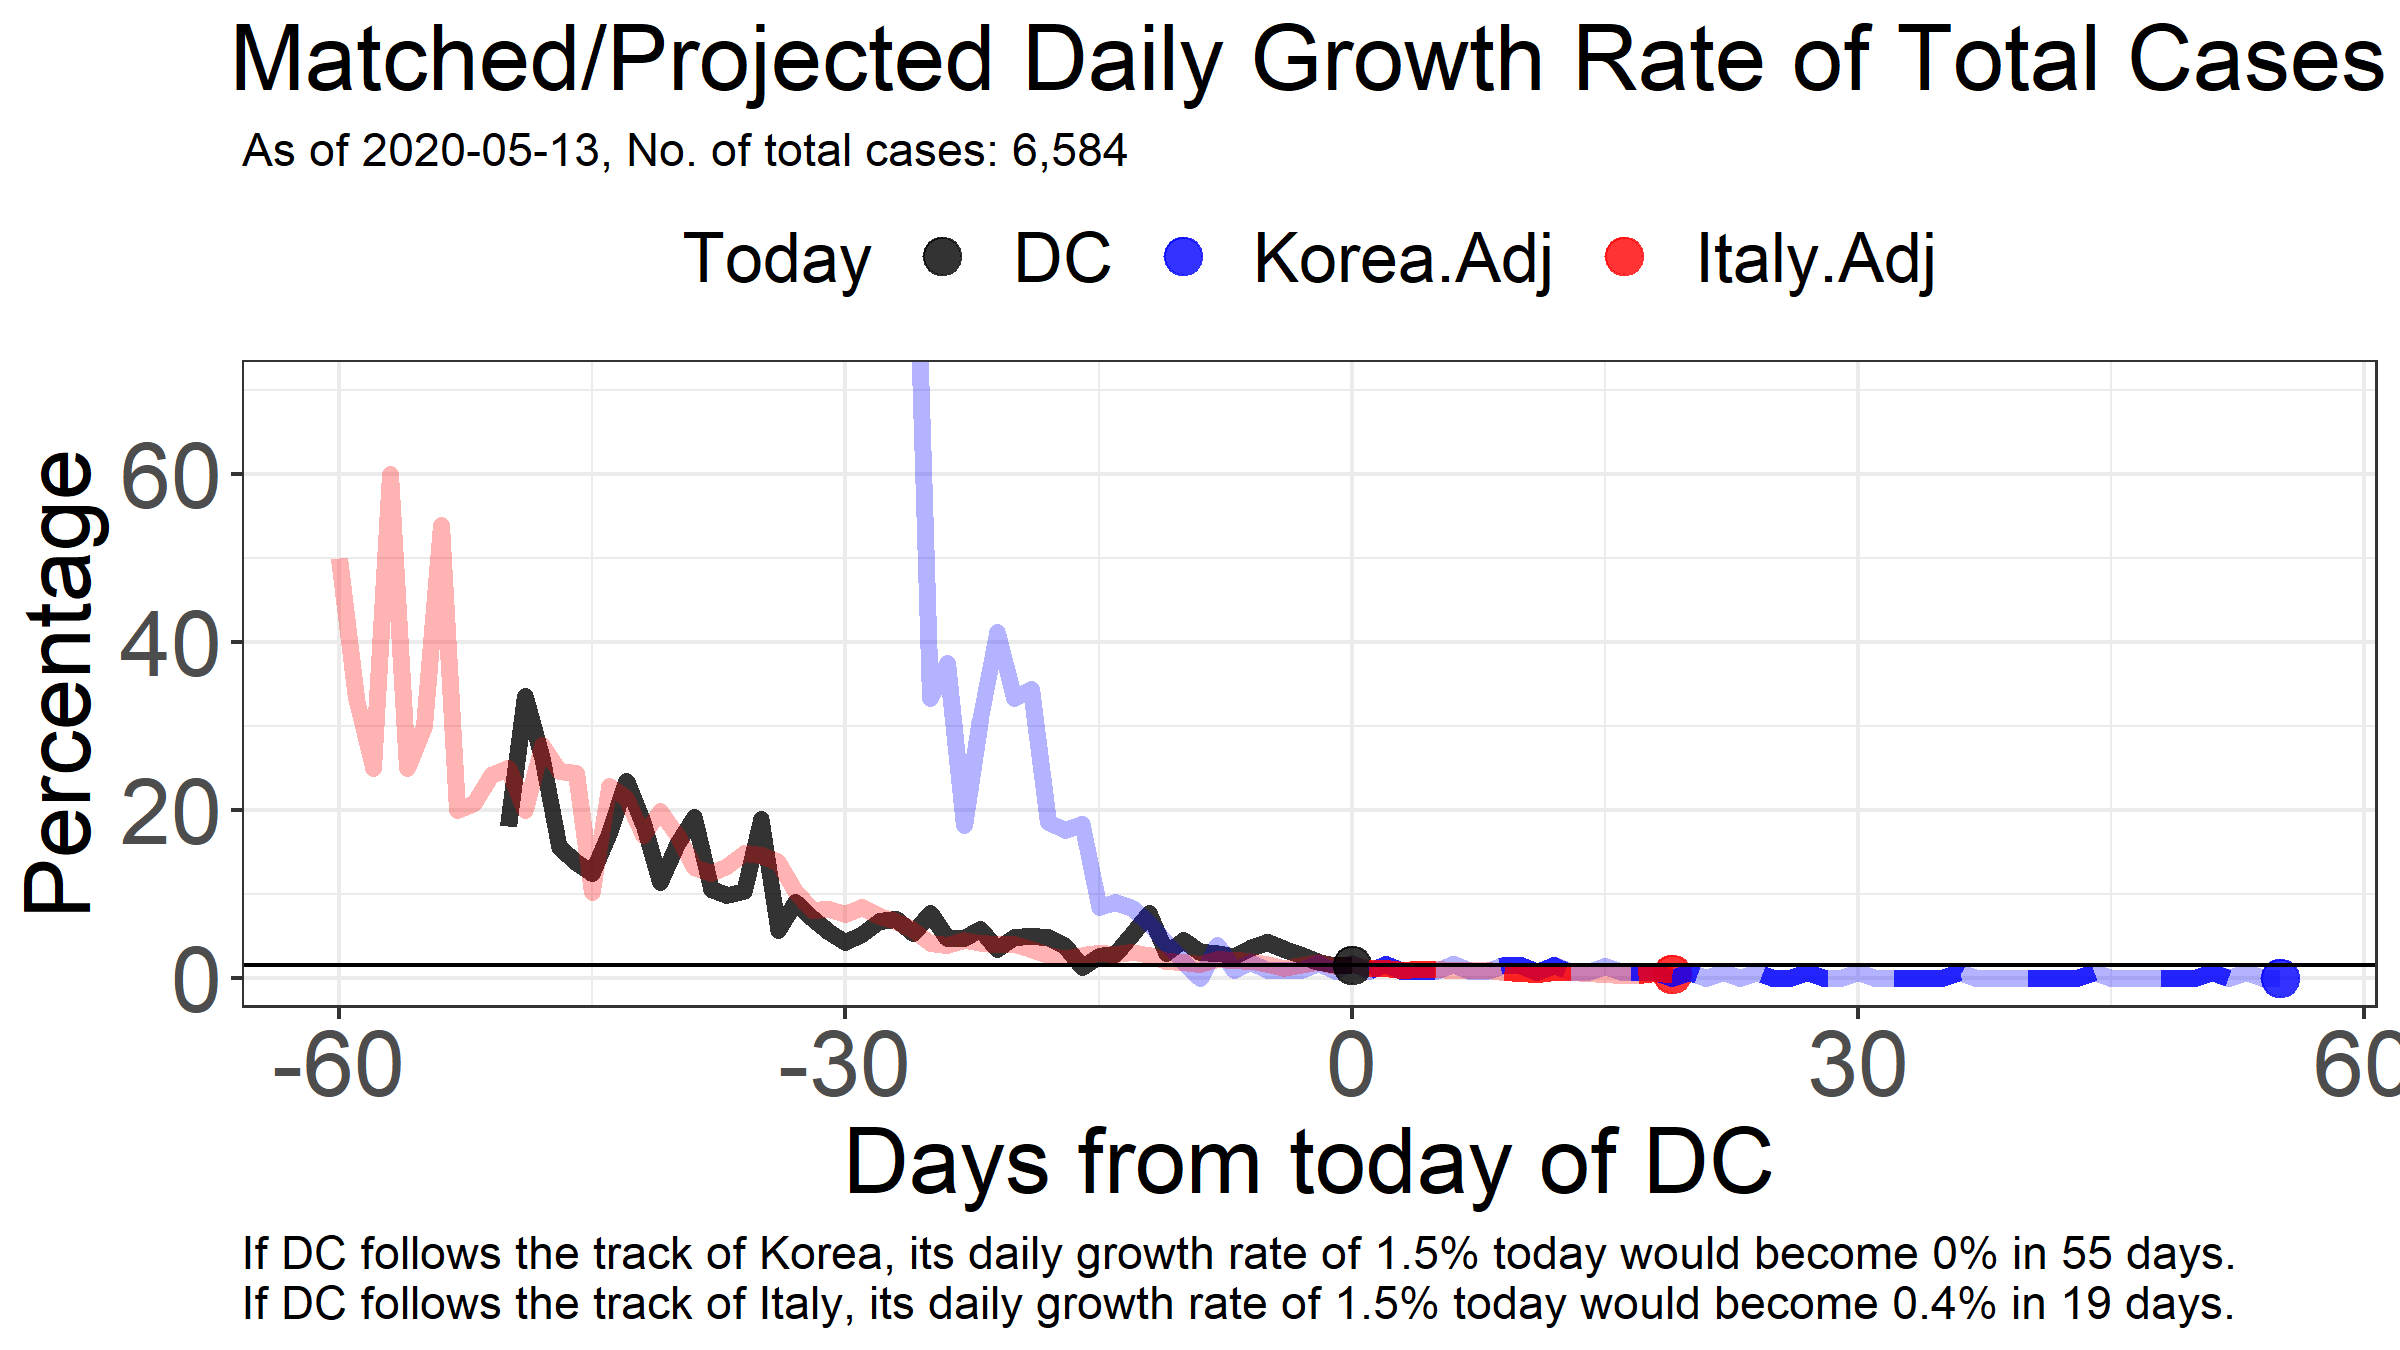 Matched/Projected Daily Growth Rate of Total Cases
As of 2020-05-13, No. of total cases: 6,584
Today DC Korea.Adj Italy.Adj
Percentage
60
40
20
0
-60 -30 0 30 60
Days from today of DC
If DC follows the track of Korea, its daily growth rate of 1.5% today would become 0% in 55 days.
If DC follows the track of Italy, its daily growth rate of 1.5% today would become 0.4% in 19 days.